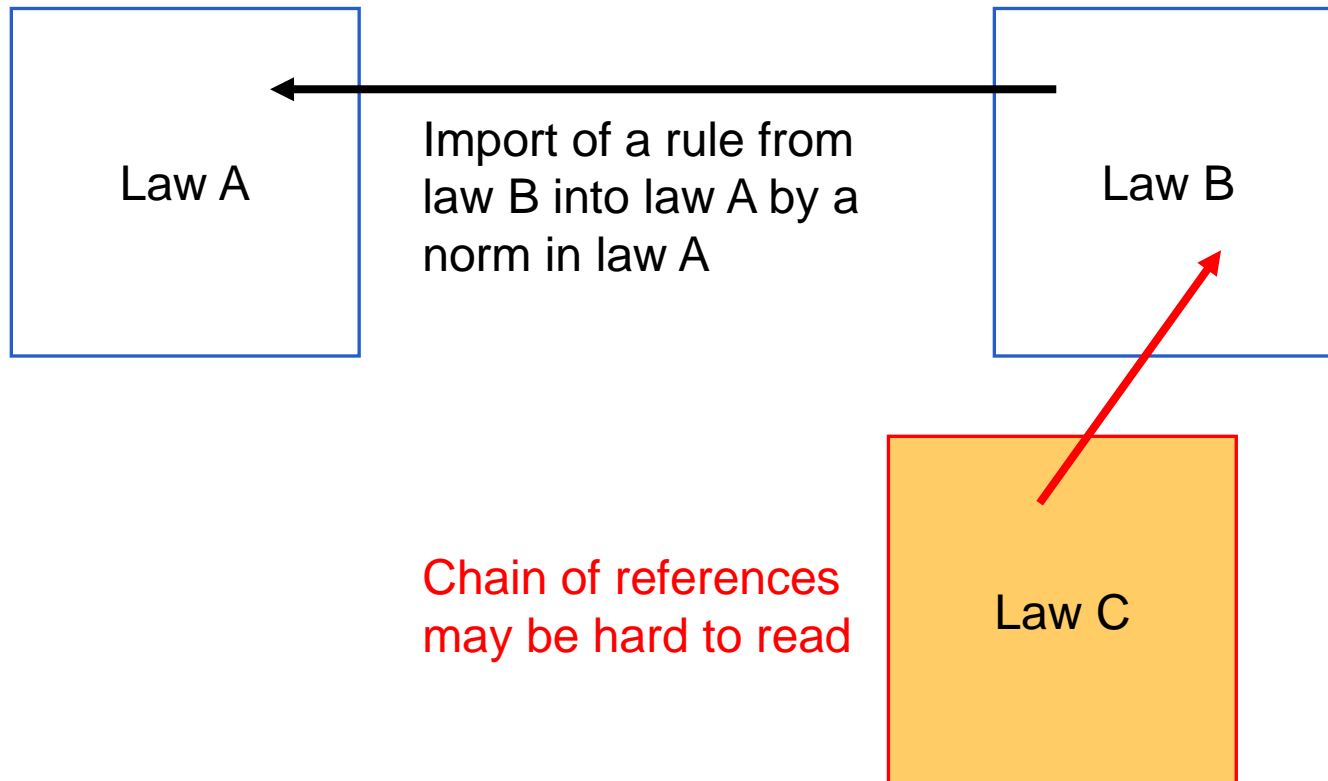 Law A
Import of a rule from
law B into law A by a
norm in law A
Law B
Chain of references
may be hard to read
Law C